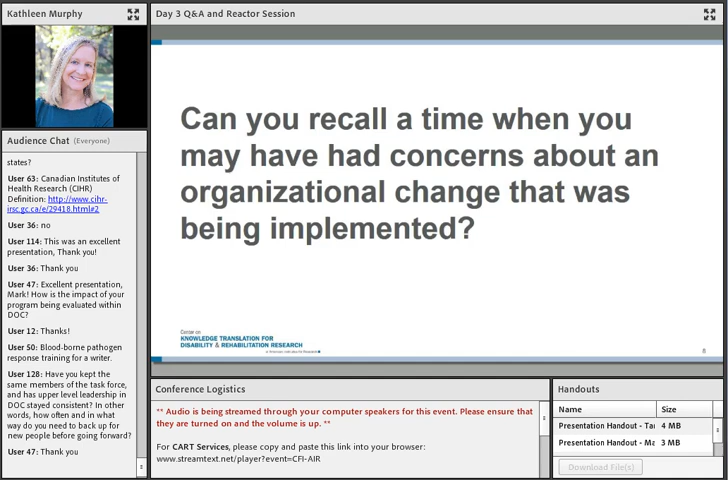 Kathleen Murphy
Day 3 Q&A and Reactor Session
Audience Chat (Everyone)
states?
User 63: Canadian Institutes of
Health Research (CIHR)
Definition: http://www.cihr-
irsc.gc.ca/e/29418.html#2
User 36: no
User 114: This was an excellent
presentation, Thank you!
User 36: Thank you
User 47: Excellent presentation,
Mark! How is the impact of your
program being evaluated within
DOC?
User 12: Thanks!
User 50: Blood-borne pathogen
response training for a writer.
User 128: Have you kept the
same members of the task force,
and has upper level leadership in
DOC stayed consistent? In other
words, how often and in what
way do you need to back up for
new people before going forward?
User 47: Thank you
Can you recall a time when you
may have had concerns about an
organizational change that was
being implemented?
Center on
KNOWLEDGE TRANSLATION FOR
DISABILITY & REHABILITATION RESEARCH
8
Conference Logistics
** Audio is being streamed through your computer speakers for this event. Please ensure that
they are turned on and the volume is up. **
For CART Services, please copy and paste this link into your browser:
www.streamtext.net/player?event=CFI-AIR
Handouts
Name Size
Presentation Handout - Tai 4 MB
Presentation Handout - Ma 3 MB
Download File(s)